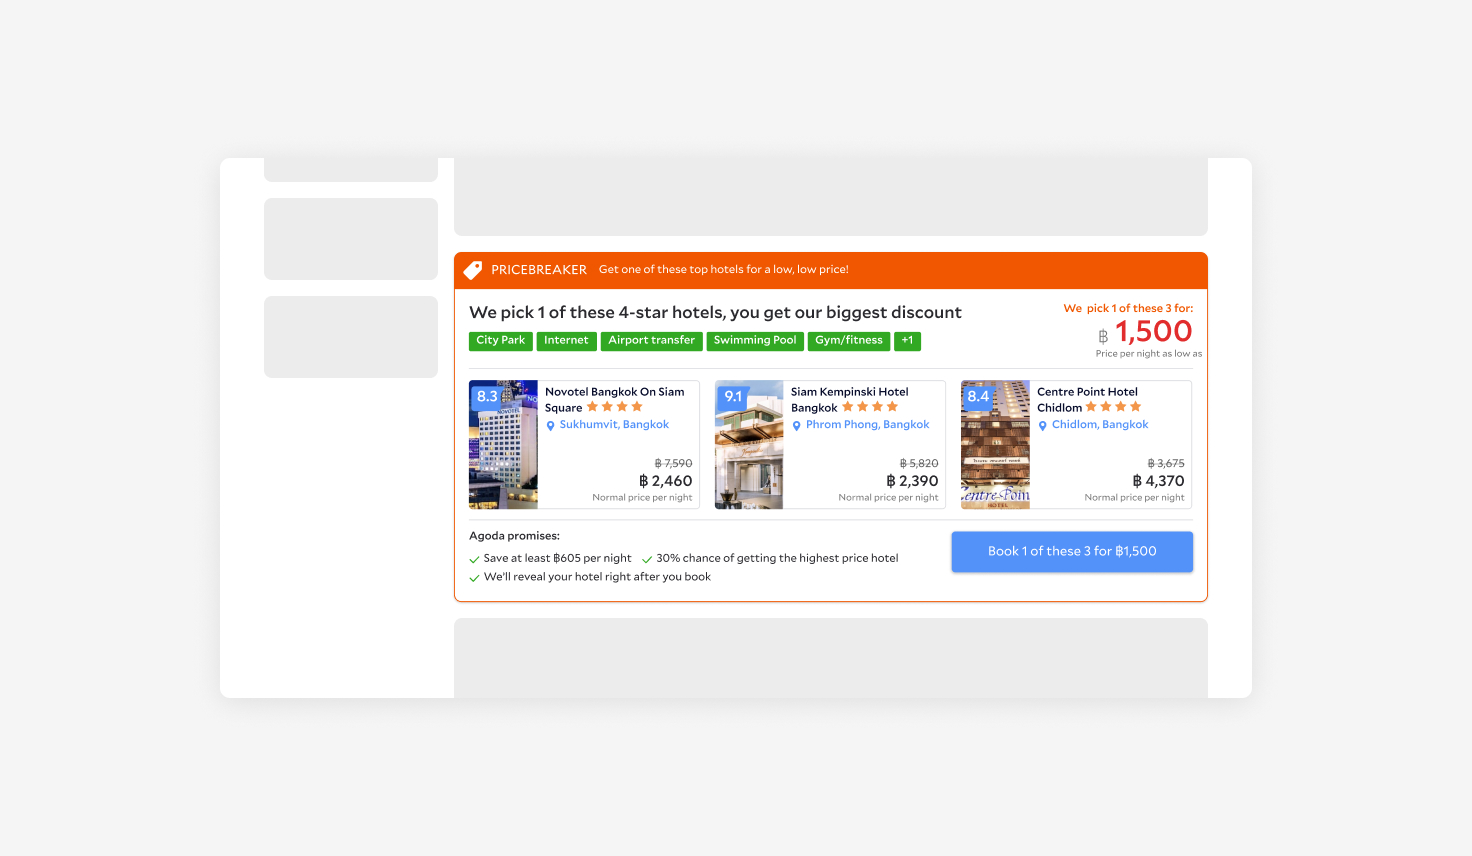 PRICEBREAKER Get one of these top hotels for a low, low price!
We pick 1 of these 4-star hotels, you get our biggest discount
City Park Internet Airport transfer Swimming Pool Gym/fitness +1
We pick 1 of these 3 for:
฿ 1,500
Price per night as low as
8.3
NOVOTEL
Novotel Bangkok On Siam
Square
Sukhumvit, Bangkok
฿ 7,590
฿ 2,460
Normal price per night
9.1
Siam Kempinski Hotel
Bangkok
Phrom Phong, Bangkok
฿ 5,820
฿ 2,390
Normal price per night
8.4
Centre Point
HOTEL
Centre Point Hotel
Chidlom
Chidlom, Bangkok
฿ 3,675
฿ 4,370
Normal price per night
Agoda promises:
Save at least ฿605 per night 30% chance of getting the highest price hotel
We'll reveal your hotel right after you book
Book 1 of these 3 for ฿1,500